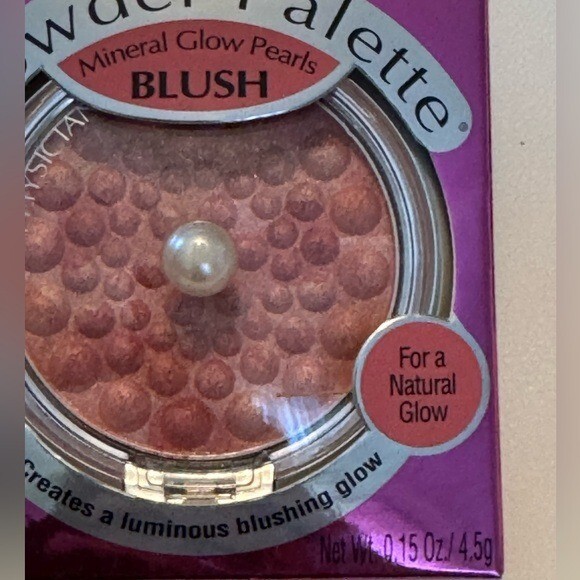 Palette®
Mineral Glow Pearls
BLUSH
For a
Natural
Glow
Creates a luminous blushing glow
Net Wt. 0.15 Oz./ 4.5g